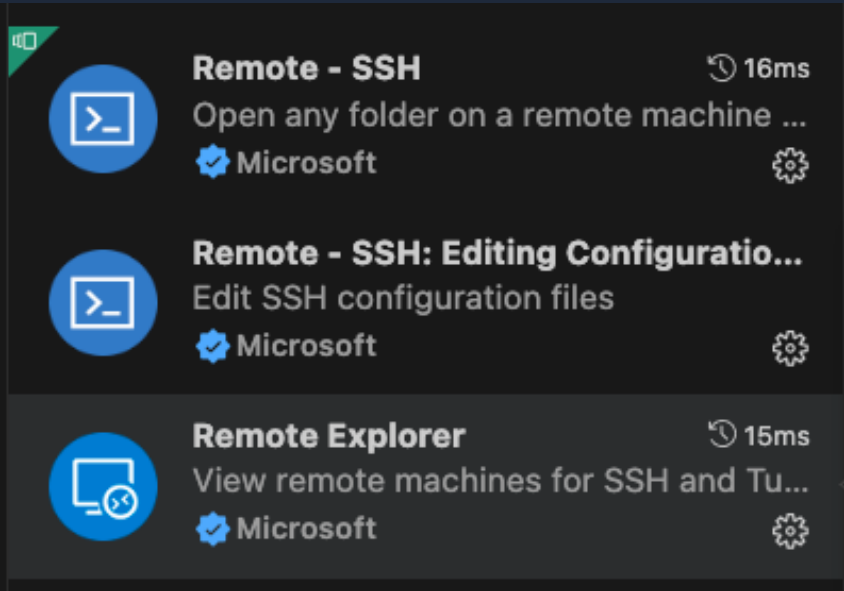 Remote - SSH
16ms
Open any folder on a remote machine ...
Microsoft
Remote - SSH: Editing Configuratio...
Edit SSH configuration files
Microsoft
Remote Explorer
15ms
View remote machines for SSH and Tu...
Microsoft